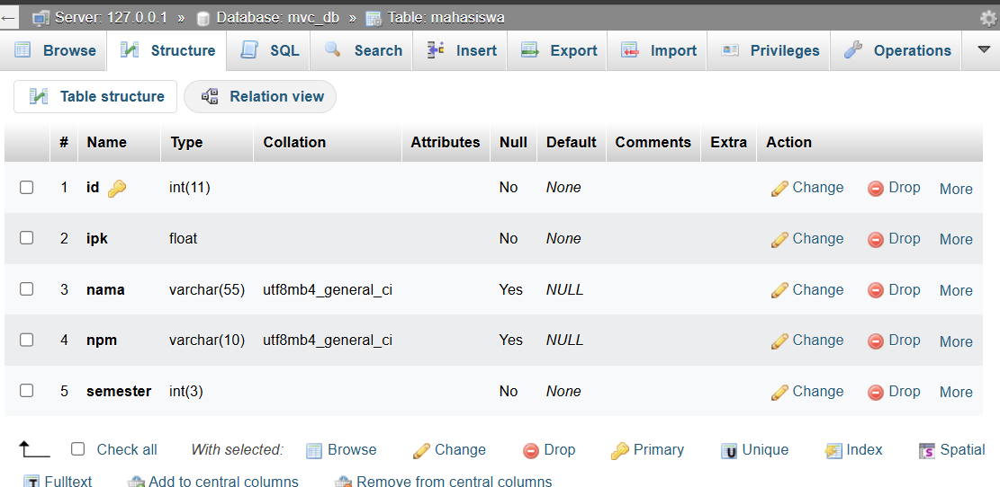 Server: 127.0.0.1 » Database: mvc_db » Table: mahasiswa
Browse Structure SQL Search Insert Export Import Privileges Operations
Table structure Relation view
# Name Type Collation Attributes Null Default Comments Extra Action
1 id int(11) No None Change Drop More
2 ipk float No None Change Drop More
3 nama varchar(55) utf8mb4_general_ci Yes NULL Change Drop More
4 npm varchar(10) utf8mb4_general_ci Yes NULL Change Drop More
5 semester int(3) No None Change Drop More
Check all With selected: Browse Change Drop Primary Unique Index Spatial
Fulltext Add to central columns Remove from central columns